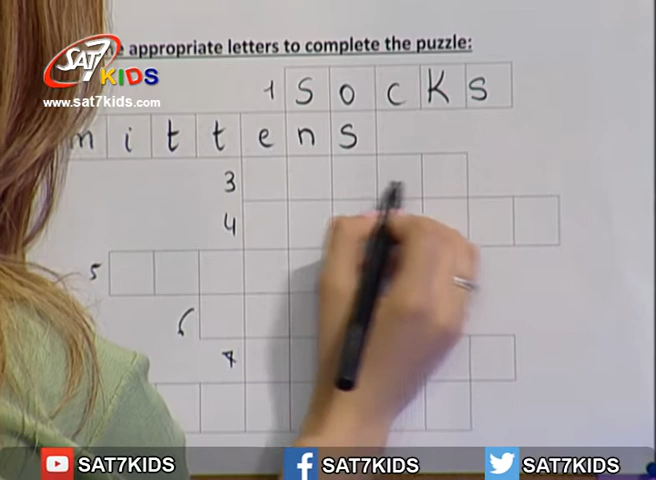 appropriate letters to complete the puzzle:
SAT7
KIDS
www.sat7kids.com
1 Socks
mittens
3
4
5
6
7
SAT7KIDS SAT7KIDS SAT7KIDS